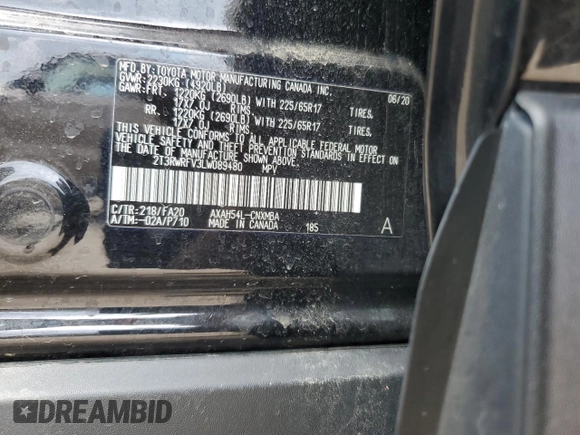 MFD.BY:TOYOTA MOTOR MANUFACTURING CANADA INC.
GVWR:2230KG (4920LB) 06/20
GAWR:FRT. 1220KG (2690LB) WITH 225/65R17 TIRES,
17X7.0J RIMS
RR. 1220KG (2690LB) WITH 225/65R17 TIRES,
17X7.0J RIMS
THIS VEHICLE CONFORMS TO ALL APPLICABLE FEDERAL MOTOR
VEHICLE SAFETY AND THEFT PREVENTION STANDARDS IN EFFECT ON
THE DATE OF MANUFACTURE SHOWN ABOVE.
2T3RWRFV3LW089480 MPV
C/TR:218/FA20 AXAH54L-CNXMBA
A/TM:-02A/P710 MADE IN CANADA 185 A
DREAMBID